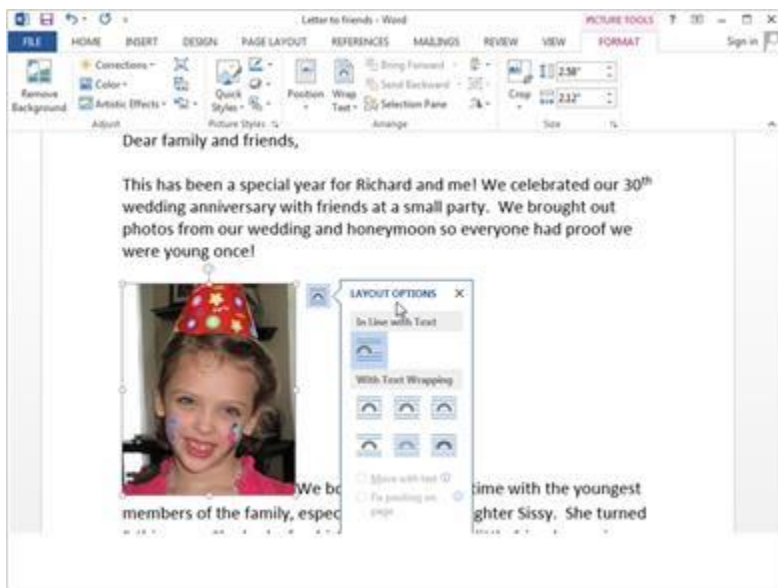 Letter to friends - Word
PICTURE TOOLS
?
FILE HOME INSERT DESIGN PAGE LAYOUT REFERENCES MAILINGS REVIEW VIEW FORMAT Sign in
Remove Background
Corrections
Color
Artistic Effects
Quick Styles
Position
Wrap Text
Bring Forward
Send Backward
Selection Pane
Crop
2.58"
2.12"
Adjust Picture Styles Arrange Size
Dear family and friends,
This has been a special year for Richard and me! We celebrated our 30th
wedding anniversary with friends at a small party. We brought out
photos from our wedding and honeymoon so everyone had proof we
were young once!
LAYOUT OPTIONS
In Line with Text
With Text Wrapping
Move with text
Fix position on
page
We bo
time with the youngest
members of the family, espec
ghter Sissy. She turned